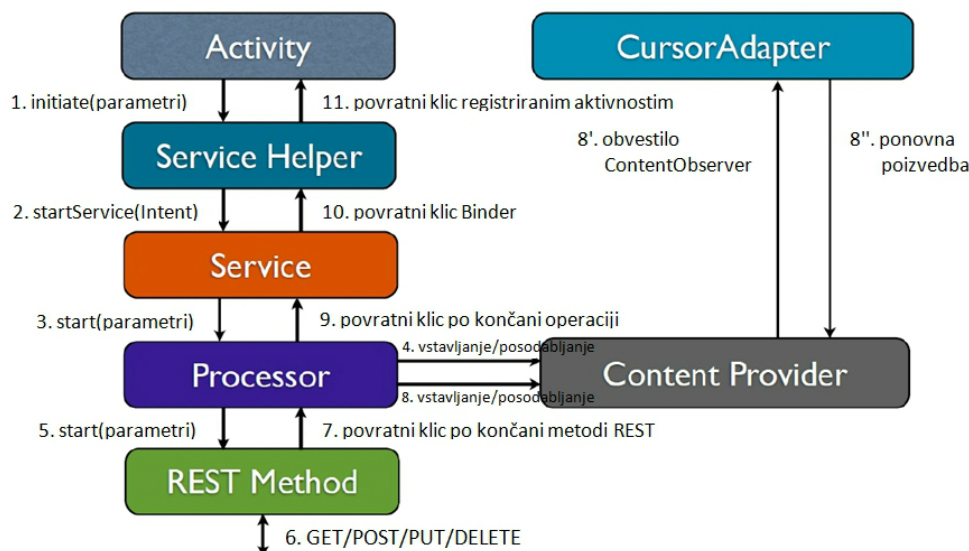 Activity
CursorAdapter
1. initiate(parametri)
11. povratni klic registriranim aktivnostim
Service Helper
8'. obvestilo
ContentObserver
8''. ponovna
poizvedba
2. startService(Intent)
10. povratni klic Binder
Service
3. start(parametri)
9. povratni klic po končani operaciji
4. vstavljanje/posodabljanje
Processor
Content Provider
8. vstavljanje/posodabljanje
5. start(parametri)
7. povratni klic po končani metodi REST
REST Method
6. GET/POST/PUT/DELETE